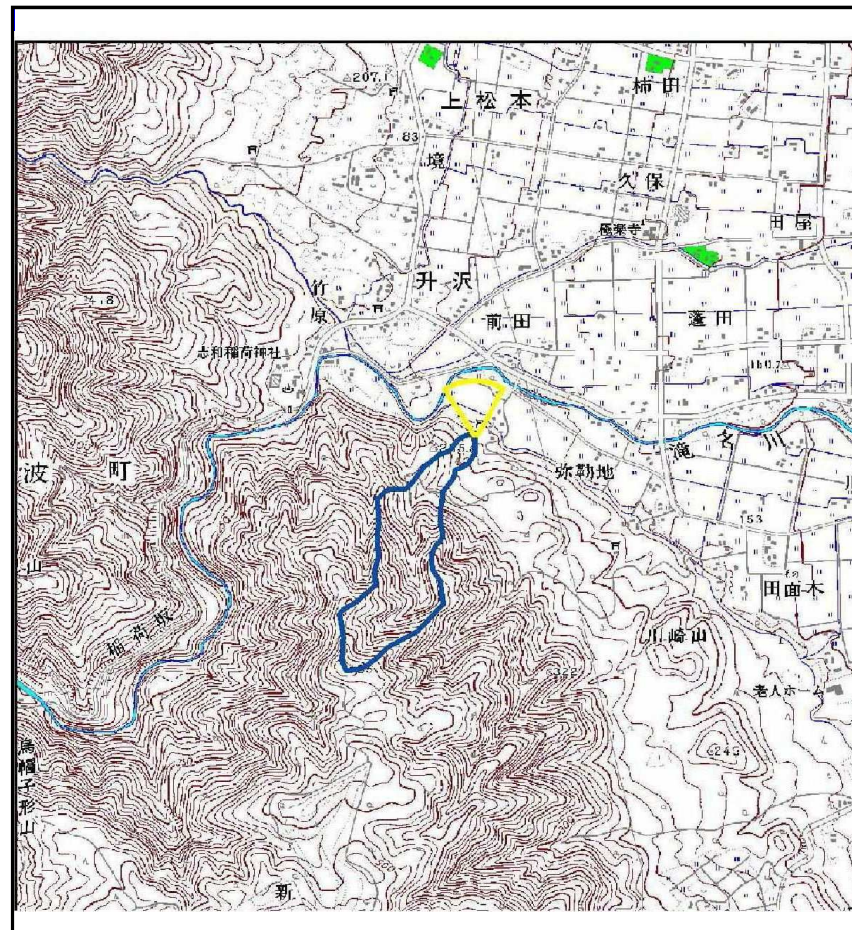 207.1
上松本
柿田
83
境
久保
田屋
極楽寺
升沢
竹原
前田
蓬田
志和稲荷神社
滝名川
弥勒地
波町
山
153
田面木
稲荷坂
川崎山
老人ホーム
烏帽子形山
新